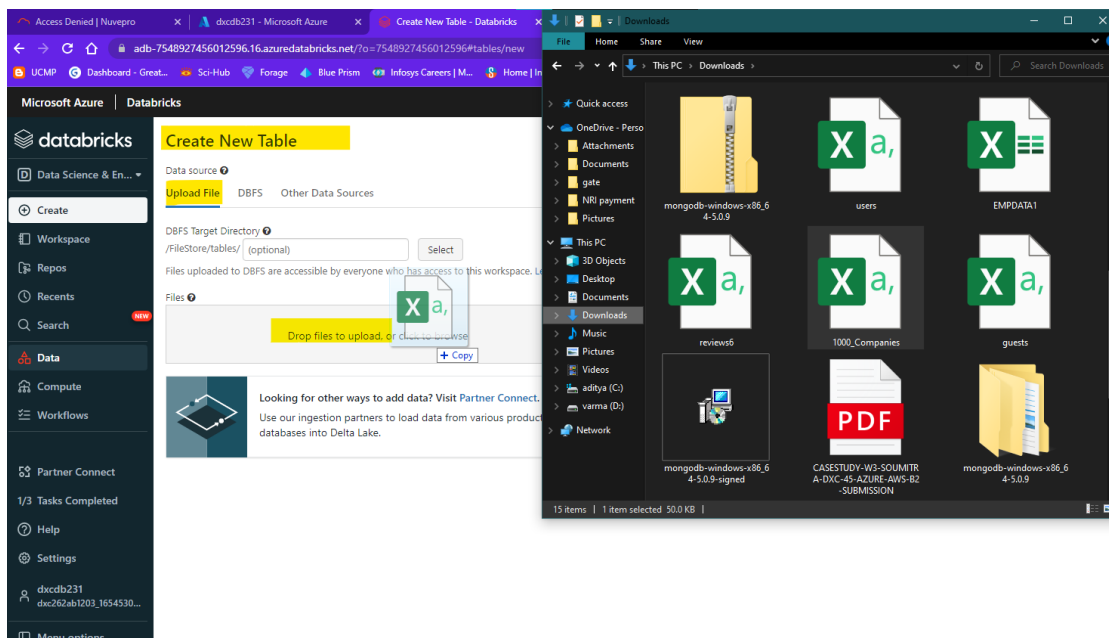 Access Denied | Nuvepro
dxcdb231 - Microsoft Azure
Create New Table - Databricks
adb-7548927456012596.16.azuredatabricks.net/?o=7548927456012596#tables/new
UCMP
Dashboard - Great...
Sci-Hub
Forage
Blue Prism
Infosys Careers | M...
Home | In
Microsoft Azure
Databricks
databricks
D
Data Science & En...
Create
Workspace
Repos
Recents
Search
NEW
Data
Compute
Workflows
Partner Connect
1/3 Tasks Completed
Help
Settings
dxcdb231
dxc262ab1203_1654530...
Menu options
Create New Table
Data source
Upload File
DBFS
Other Data Sources
DBFS Target Directory
/FileStore/tables/
(optional)
Select
Files uploaded to DBFS are accessible by everyone who has access to this workspace.
Files
Drop files to upload, or click to browse
X a,
+ Copy
Looking for other ways to add data? Visit Partner Connect.
Use our ingestion partners to load data from various product
databases into Delta Lake.
Downloads
File
Home
Share
View
This PC > Downloads >
Search Downloads
Quick access
OneDrive - Perso
Attachments
Documents
gate
NRI payment
Pictures
This PC
3D Objects
Desktop
Documents
Downloads
Music
Pictures
Videos
aditya (C:)
varma (D:)
Network
mongodb-windows-x86_6
4-5.0.9
X a,
users
X
EMPDATA1
X a,
reviews6
X a,
1000_Companies
X a,
guests
mongodb-windows-x86_6
4-5.0.9-signed
PDF
CASESTUDY-W3-SOUMITR
A-DXC-45-AZURE-AWS-B2
-SUBMISSION
mongodb-windows-x86_6
4-5.0.9
15 items
1 item selected 50.0 KB